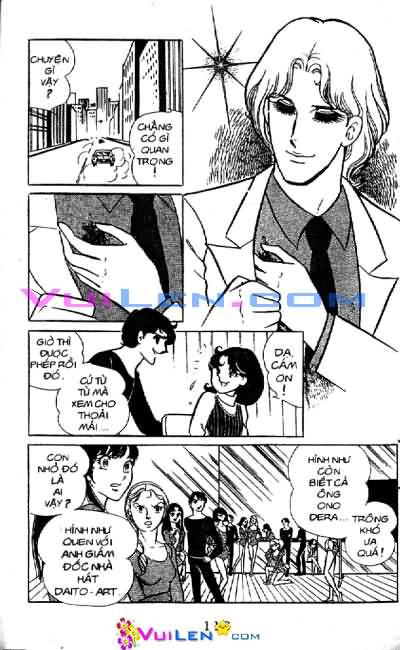 CHUYỆN
GÌ
VẬY?
CHẲNG
CÓ GÌ
QUAN
TRỌNG
!
VUILEN.COM
GIỜ THÌ
ĐƯỢC
PHÉP RỒI
ĐÓ.
CỨ TỪ
TỪ MÀ
XEM CHO
THOẢI
MÁI....
DẠ,
CÁM
ƠN!
CON
NHỎ ĐÓ
LÀ
AI
VẬY?
HÌNH NHƯ
QUEN VỚI
ANH GIÁM
ĐỐC NHÀ
HÁT
DAITO-ART.
HÌNH NHƯ
CÒN
BIẾT CẢ
ÔNG
ONO
DERA...
TRÔNG
KHÓ
ƯA
QUÁ!
VUILEN
.COM